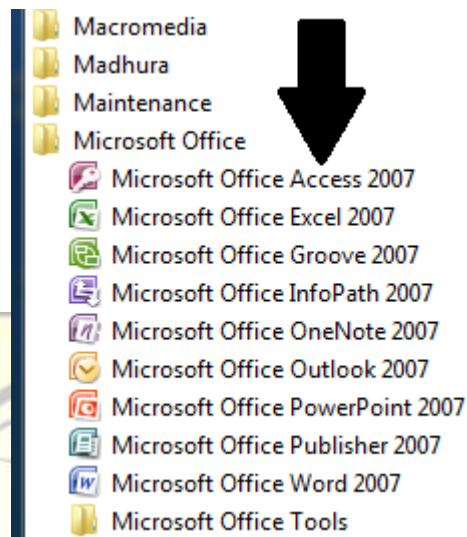 Macromedia
Madhura
Maintenance
Microsoft Office
Microsoft Office Access 2007
Microsoft Office Excel 2007
Microsoft Office Groove 2007
Microsoft Office InfoPath 2007
Microsoft Office OneNote 2007
Microsoft Office Outlook 2007
Microsoft Office PowerPoint 2007
Microsoft Office Publisher 2007
Microsoft Office Word 2007
Microsoft Office Tools